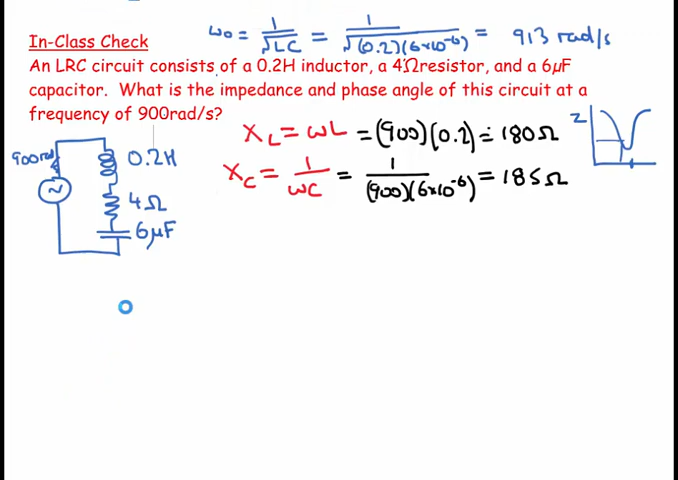 ω₀ = 1/√LC = 1/√(0.2)(6×10⁻⁶) = 913 rad/s
In-Class Check
An LRC circuit consists of a 0.2H inductor, a 4Ωresistor, and a 6μF
capacitor. What is the impedance and phase angle of this circuit at a
frequency of 900rad/s?
X_L = ωL = (900)(0.2) = 180Ω
Z
900rad
0.2H
X_C = 1/ωC = 1/(900)(6×10⁻⁶) = 185Ω
4Ω
6μF